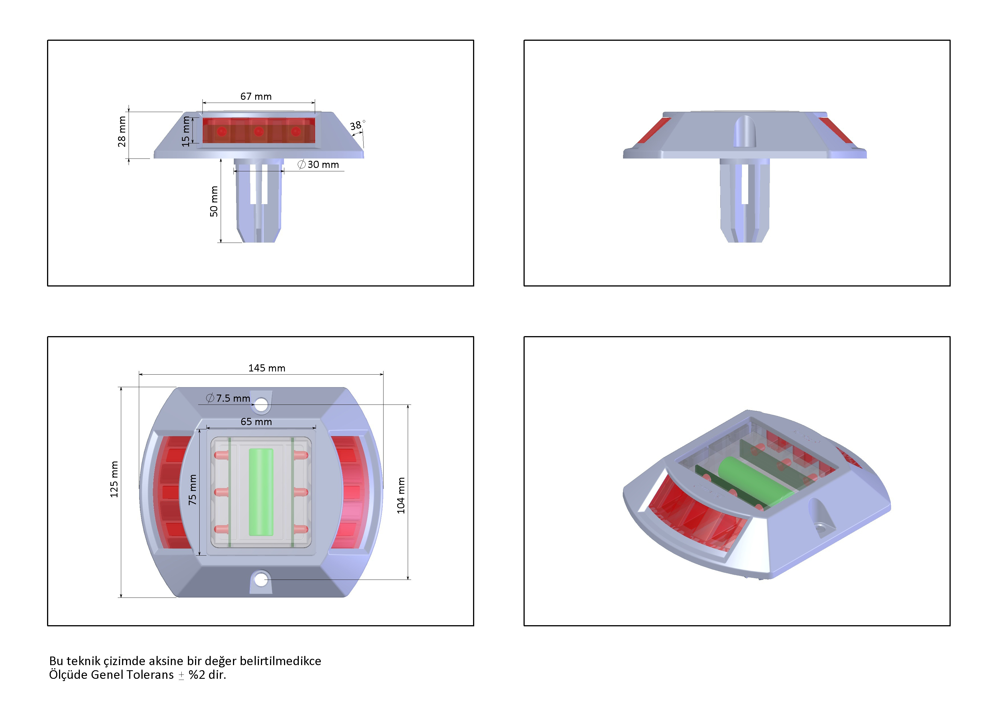 67 mm
28 mm
15 mm
38°
Ø 30 mm
50 mm
145 mm
Ø 7.5 mm
65 mm
125 mm
75 mm
104 mm
Bu teknik çizimde aksine bir değer belirtilmedikce
Ölçüde Genel Tolerans ± %2 dir.